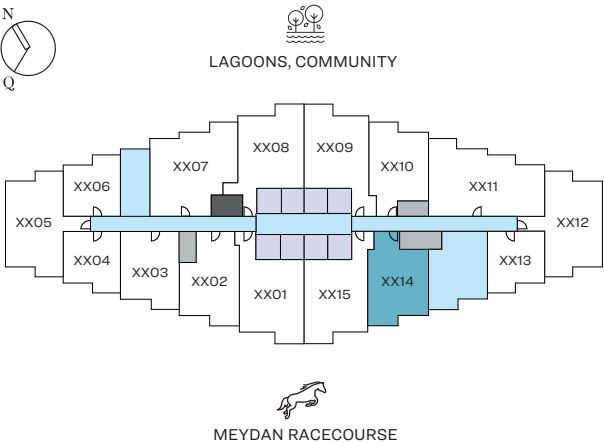 N
Q
LAGOONS, COMMUNITY
XX08
XX09
XX07
XX10
XX06
XX11
XX05
XX12
XX04
XX03
XX02
XX01
XX15
XX14
XX13
MEYDAN RACECOURSE